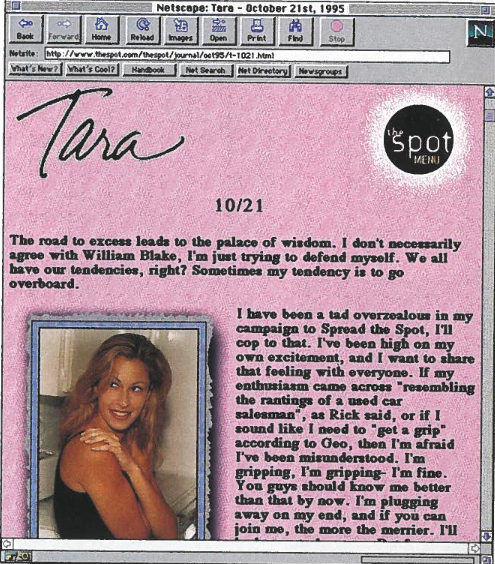 Netscape: Tara - October 21st, 1995
Back Forward Home Reload Images Open Print Find Stop
N
Netsite: http://www.thespot.com/thespot/journal/oct95/t-1021.html
What's New? What's Cool? Handbook Net Search Net Directory Newsgroups
Tara
the spot
MENU
10/21
The road to excess leads to the palace of wisdom. I don't necessarily
agree with William Blake, I'm just trying to defend myself. We all
have our tendencies, right? Sometimes my tendency is to go
overboard.
I have been a tad overzealous in my
campaign to Spread the Spot, I'll
cop to that. I've been high on my
own excitement, and I want to share
that feeling with everyone. If my
enthusiasm came across "resembling
the rantings of a used car
salesman", as Rick said, or if I
sound like I need to "get a grip"
according to Geo, then I'm afraid
I've been misunderstood. I'm
gripping, I'm gripping- I'm fine.
You guys should know me better
than that by now. I'm plugging
away on my end, and if you can
join me, the more the merrier. I'll